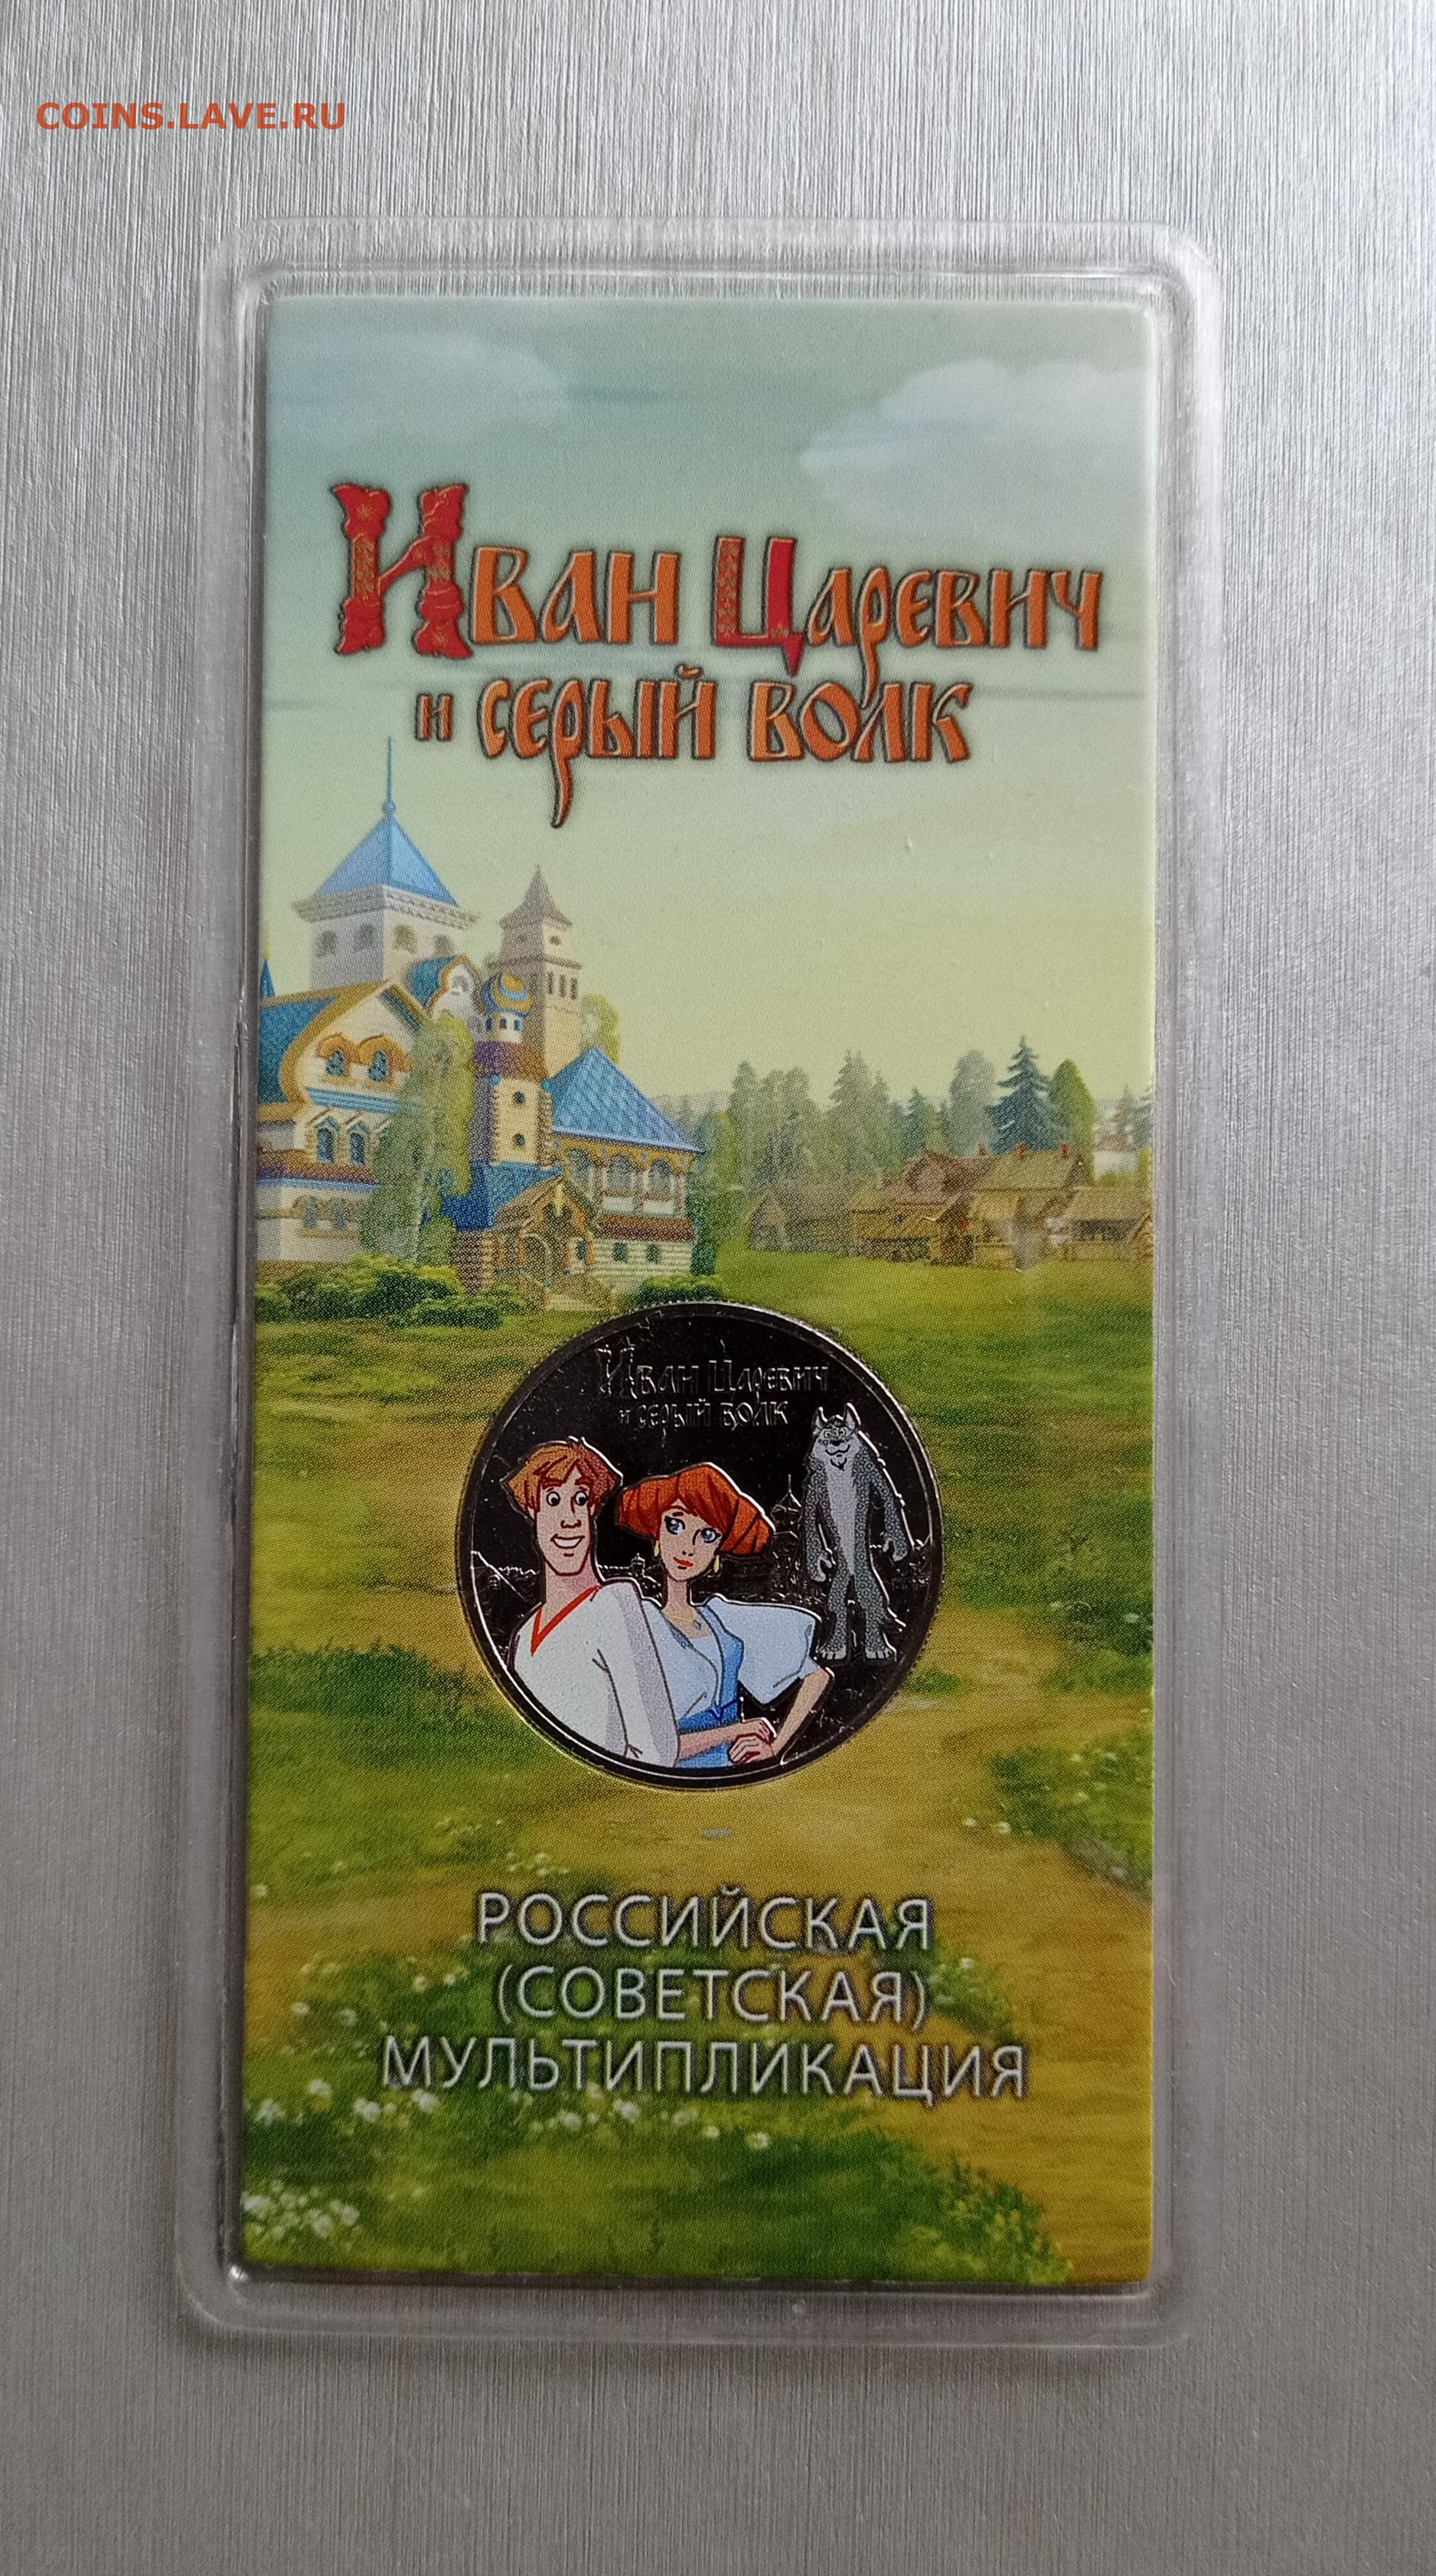 COINS.LAVE.RU
Иван Царевич
и серый волк
Иван Царевич
и серый волк
РОССИЙСКАЯ
(СОВЕТСКАЯ)
МУЛЬТИПЛИКАЦИЯ